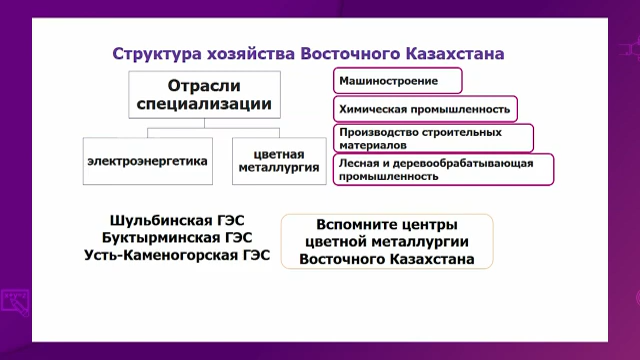 Структура хозяйства Восточного Казахстана
Отрасли
специализации
электроэнергетика
цветная
металлургия
Машиностроение
Химическая промышленность
Производство строительных
материалов
Лесная и деревообрабатывающая
промышленность
Шульбинская ГЭС
Буктырминская ГЭС
Усть-Каменогорская ГЭС
Вспомните центры
цветной металлургии
Восточного Казахстана